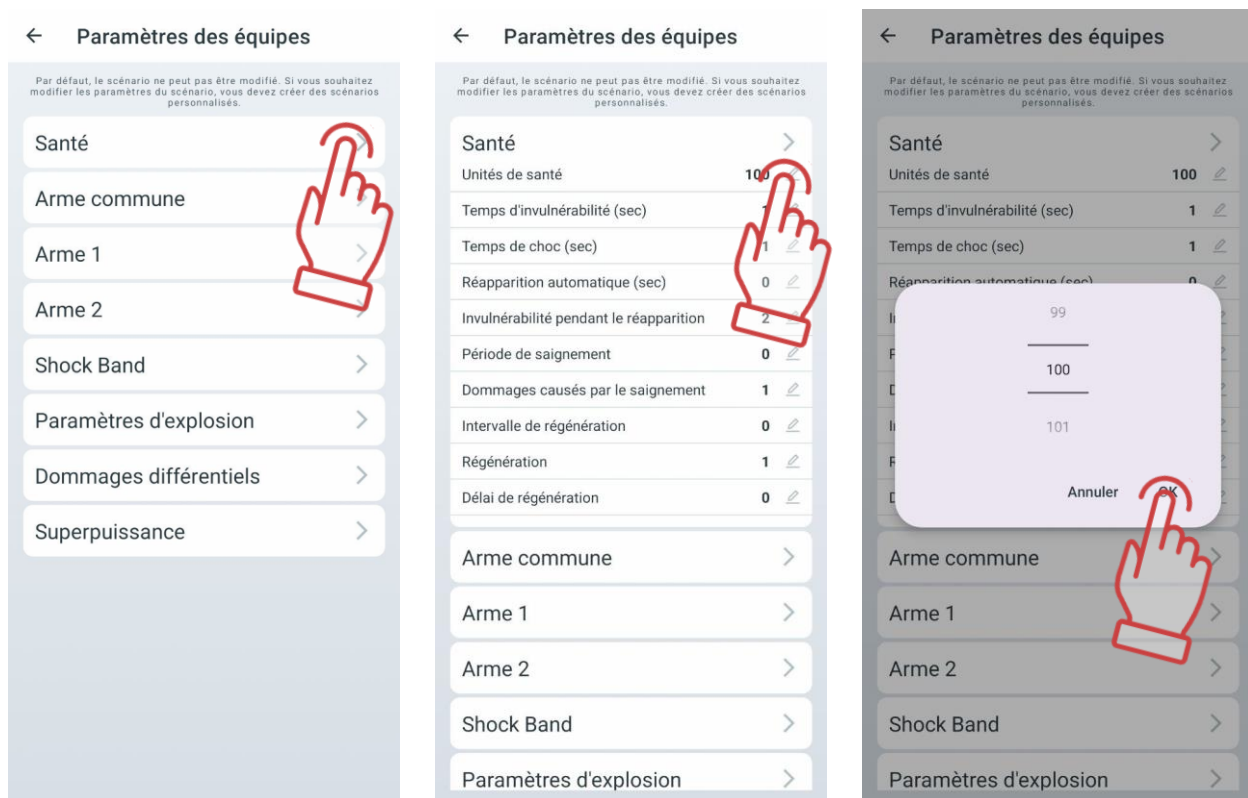 ← Paramètres des équipes
Par défaut, le scénario ne peut pas être modifié. Si vous souhaitez
modifier les paramètres du scénario, vous devez créer des scénarios
personnalisés.
Santé
Arme commune
Arme 1
Arme 2
Shock Band
Paramètres d'explosion
Dommages différentiels
Superpuissance
← Paramètres des équipes
Par défaut, le scénario ne peut pas être modifié. Si vous souhaitez
modifier les paramètres du scénario, vous devez créer des scénarios
personnalisés.
Santé
Unités de santé 100
Temps d'invulnérabilité (sec) 1
Temps de choc (sec) 1
Réapparition automatique (sec) 0
Invulnérabilité pendant le réapparition 2
Période de saignement 0
Dommages causés par le saignement 1
Intervalle de régénération 0
Régénération 1
Délai de régénération 0
Arme commune
Arme 1
Arme 2
Shock Band
Paramètres d'explosion
← Paramètres des équipes
Par défaut, le scénario ne peut pas être modifié. Si vous souhaitez
modifier les paramètres du scénario, vous devez créer des scénarios
personnalisés.
Santé
Unités de santé 100
Temps d'invulnérabilité (sec) 1
Temps de choc (sec) 1
Réapparition automatique (sec) 0
99
100
101
Annuler OK
Arme commune
Arme 1
Arme 2
Shock Band
Paramètres d'explosion